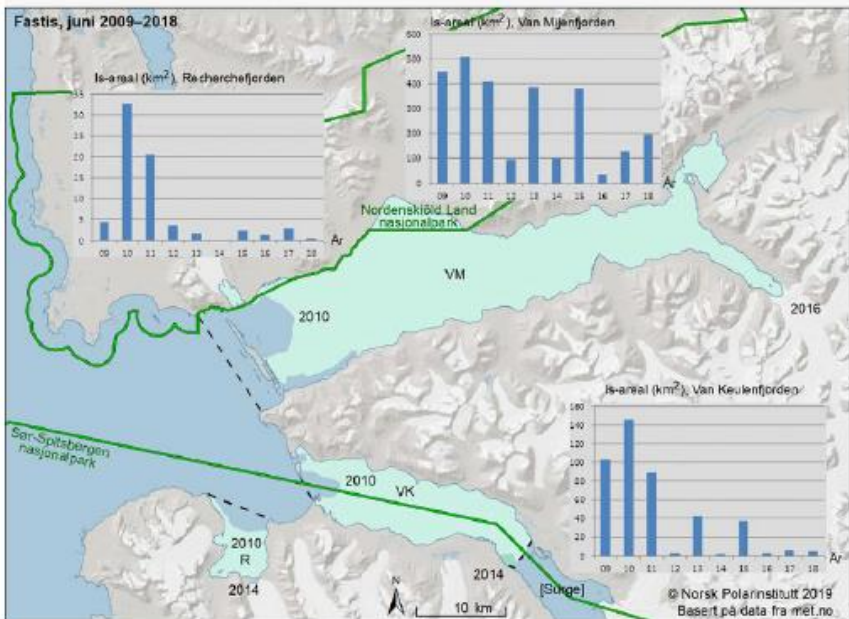 Fastis, juni 2009–2018
Is-areal (km²), Van Mijenfjorden
600
500
400
300
200
100
0
09 10 11 12 13 14 15 16 17 18
År
Is-areal (km²), Recherchefjorden
35
30
25
20
15
10
5
0
09 10 11 12 13 14 15 16 17 18
År
Nordenskiöld Land
nasjonalpark
VM
2010
2016
Is-areal (km²), Van Keulenfjorden
160
140
120
100
80
60
40
20
0
09 10 11 12 13 14 15 16 17 18
År
Sør-Spitsbergen
nasjonalpark
2010
VK
2010
R
2014
2014
[Surge]
N
10 km
© Norsk Polarinstitutt 2019
Basert på data fra met.no